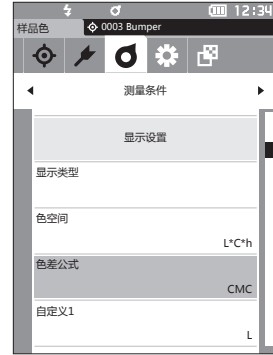 12:34
样品色 0003 Bumper
测量条件
显示设置
显示类型
色空间
L*C*h
色差公式
CMC
自定义1
L